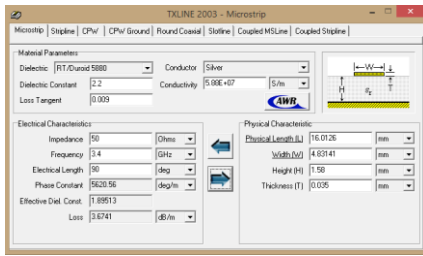 TXLINE 2003 - Microstrip
Microstrip Stripline CPW CPW Ground Round Coaxial Slotline Coupled MSLine Coupled Stripline
Material Parameters
Dielectric RT/Duroid 5880 Conductor Silver
Dielectric Constant 2.2 Conductivity 5.88E+07 S/m
Loss Tangent 0.009 AWR
W H T εr
Electrical Characteristics Physical Characteristic
Impedance 50 Ohms Physical Length (L) 16.0126 mm
Frequency 3.4 GHz Width (W) 4.83141 mm
Electrical Length 90 deg Height (H) 1.58 mm
Phase Constant 5620.56 deg/m Thickness (T) 0.035 mm
Effective Diel. Const. 1.89513
Loss 3.6741 dB/m